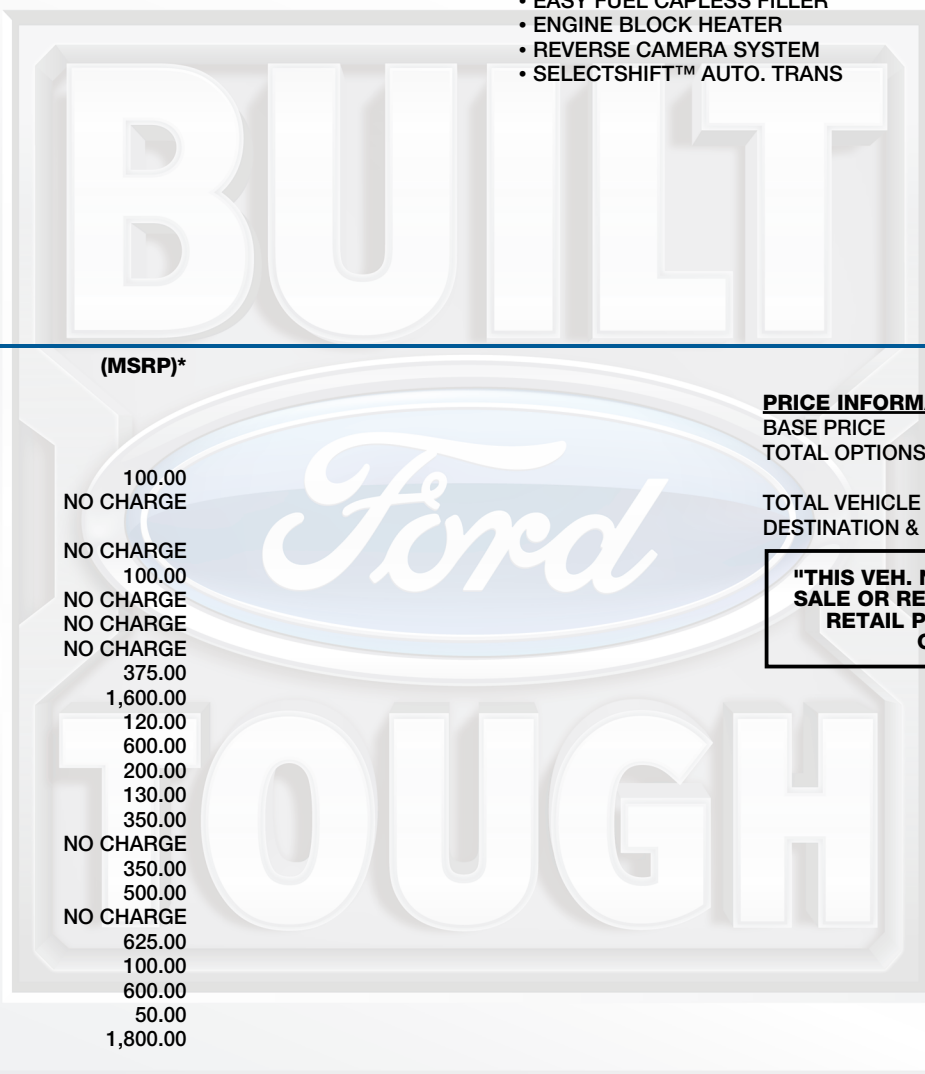 • EASY FUEL CAPLESS FILLER
• ENGINE BLOCK HEATER
• REVERSE CAMERA SYSTEM
• SELECTSHIFT™ AUTO. TRANS
BUILT
Ford
TOUGH
(MSRP)*
100.00
NO CHARGE
NO CHARGE
100.00
NO CHARGE
NO CHARGE
NO CHARGE
375.00
1,600.00
120.00
600.00
200.00
130.00
350.00
NO CHARGE
350.00
500.00
NO CHARGE
625.00
100.00
600.00
50.00
1,800.00
PRICE INFORM
BASE PRICE
TOTAL OPTIONS
TOTAL VEHICLE
DESTINATION &
"THIS VEH.
SALE OR RE
RETAIL P